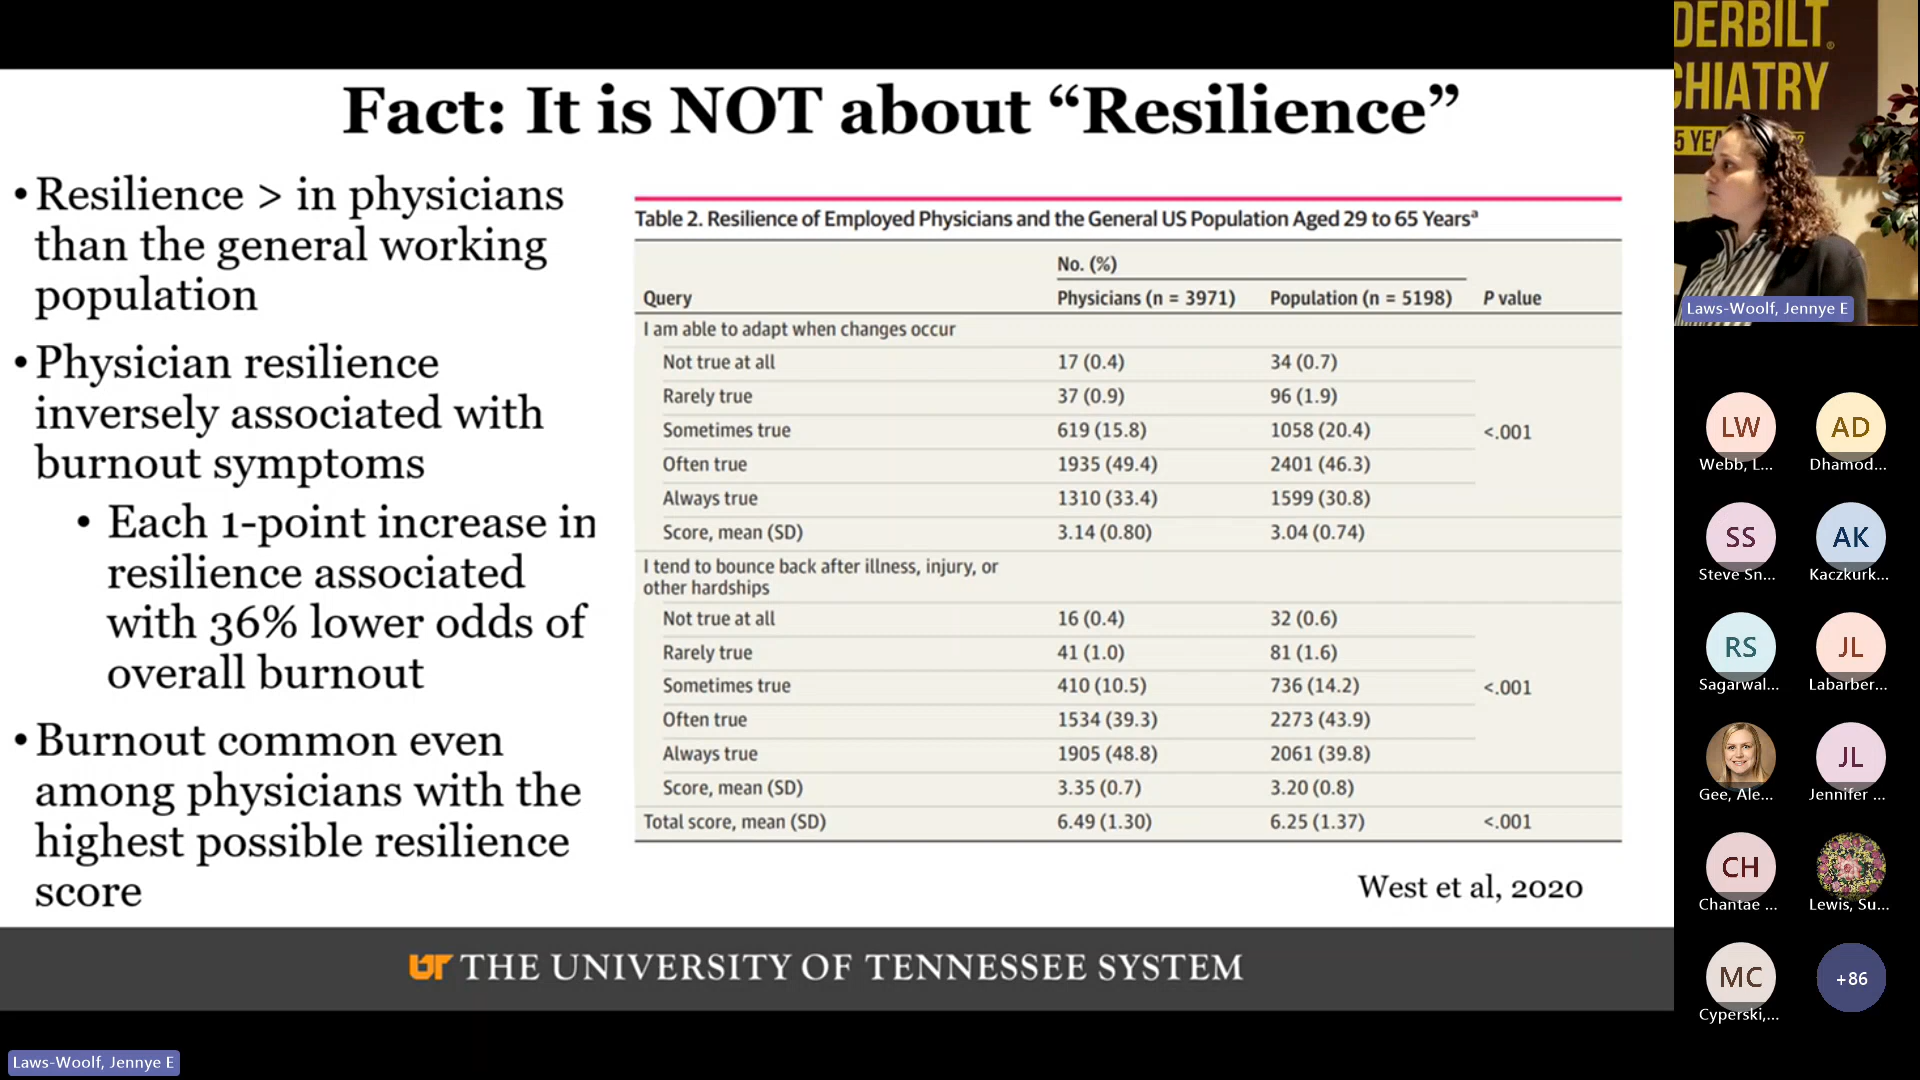 Fact: It is NOT about “Resilience”
• Resilience > in physicians
than the general working
population
• Physician resilience
inversely associated with
burnout symptoms
• Each 1-point increase in
resilience associated
with 36% lower odds of
overall burnout
• Burnout common even
among physicians with the
highest possible resilience
score
Table 2. Resilience of Employed Physicians and the General US Population Aged 29 to 65 Yearsᵃ
No. (%)
Query Physicians (n = 3971) Population (n = 5198) P value
I am able to adapt when changes occur
Not true at all 17 (0.4) 34 (0.7)
Rarely true 37 (0.9) 96 (1.9)
Sometimes true 619 (15.8) 1058 (20.4) <.001
Often true 1935 (49.4) 2401 (46.3)
Always true 1310 (33.4) 1599 (30.8)
Score, mean (SD) 3.14 (0.80) 3.04 (0.74)
I tend to bounce back after illness, injury, or
other hardships
Not true at all 16 (0.4) 32 (0.6)
Rarely true 41 (1.0) 81 (1.6)
Sometimes true 410 (10.5) 736 (14.2) <.001
Often true 1534 (39.3) 2273 (43.9)
Always true 1905 (48.8) 2061 (39.8)
Score, mean (SD) 3.35 (0.7) 3.20 (0.8)
Total score, mean (SD) 6.49 (1.30) 6.25 (1.37) <.001
West et al, 2020
UT THE UNIVERSITY OF TENNESSEE SYSTEM
Laws-Woolf, Jennye E
DERBILT®
CHIATRY
5 YE
Laws-Woolf, Jennye E
LW AD
Webb, L... Dhamod...
SS AK
Steve Sn... Kaczkurk...
RS JL
Sagarwal... Labarber...
JL
Gee, Ale... Jennifer ...
CH
Chantae ... Lewis, Su...
MC +86
Cyperski,...